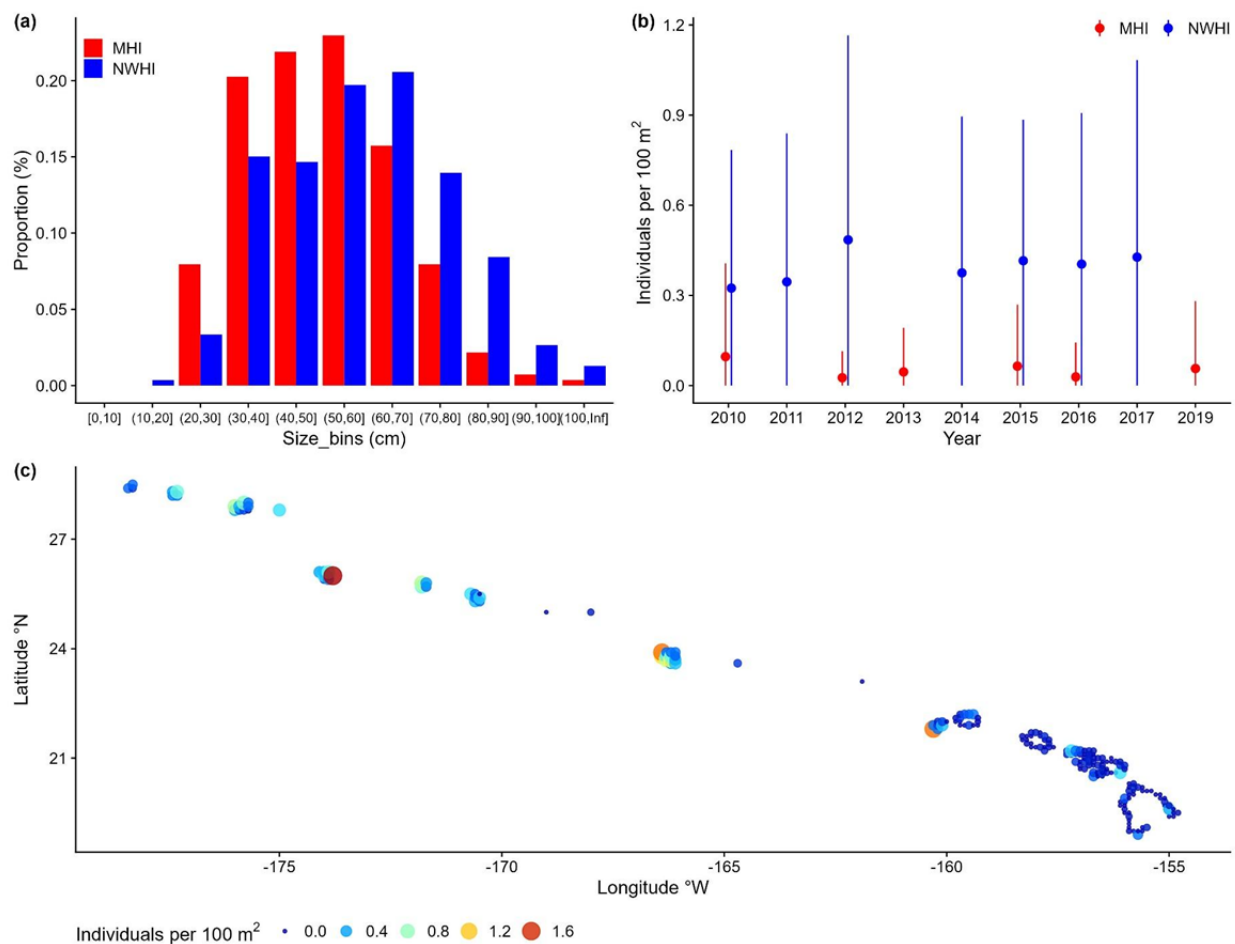 (a)
MHI
NWHI
0.20
0.15
0.10
0.05
0.00
Proportion (%)
[0,10] (10,20] (20,30] (30,40] (40,50] (50,60] (60,70] (70,80] (80,90] (90,100] (100,Inf]
Size_bins (cm)
(b)
MHI NWHI
1.2
0.9
0.6
0.3
0.0
Individuals per 100 m²
2010 2011 2012 2013 2014 2015 2016 2017 2019
Year
(c)
27
24
21
Latitude °N
-175 -170 -165 -160 -155
Longitude °W
Individuals per 100 m² 0.0 0.4 0.8 1.2 1.6